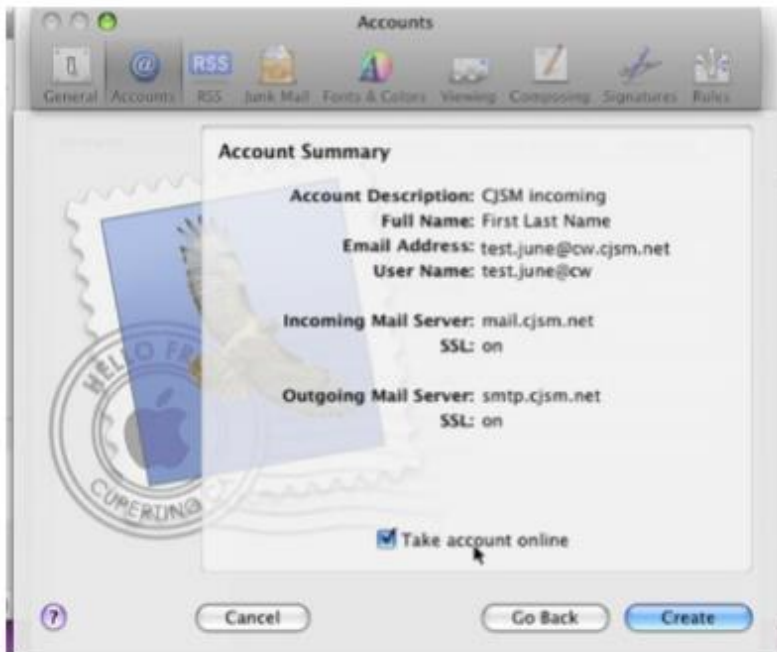 Accounts
General Accounts RSS Junk Mail Fonts & Colors Viewing Composing Signatures Rules
RSS
Account Summary
Account Description: CJSM incoming
Full Name: First Last Name
Email Address: test.june@cw.cjsm.net
User Name: test.june@cw
Incoming Mail Server: mail.cjsm.net
SSL: on
Outgoing Mail Server: smtp.cjsm.net
SSL: on
HELLO FR
CUPERTINO
Take account online
? Cancel Go Back Create